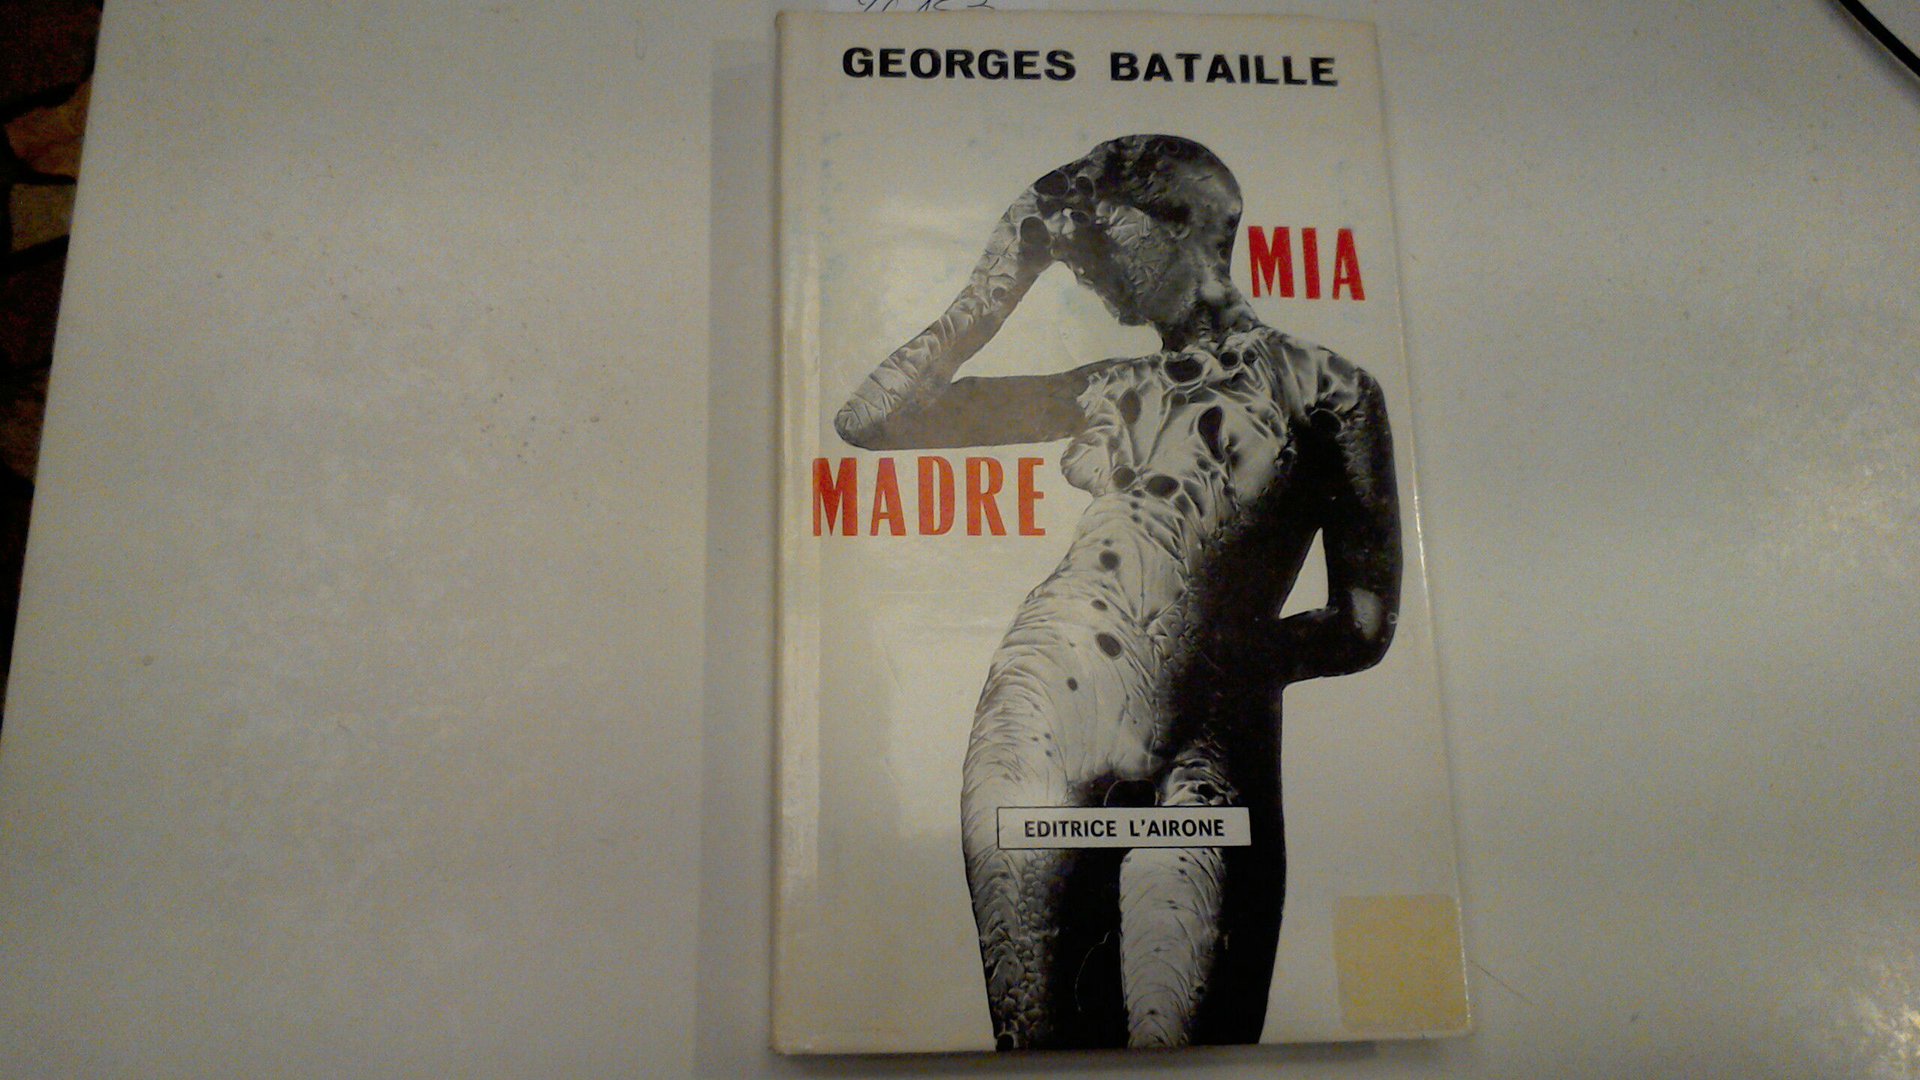 GEORGES BATAILLE
MIA
MADRE
EDITRICE L'AIRONE